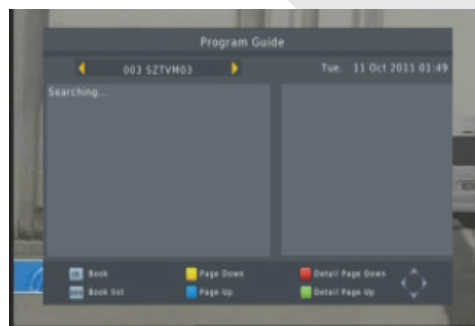 Program Guide
003 SZTVM03
Tue. 11 Oct 2011 01:49
Searching...
Book
Page Down
Detail Page Down
Book list
Page Up
Detail Page Up